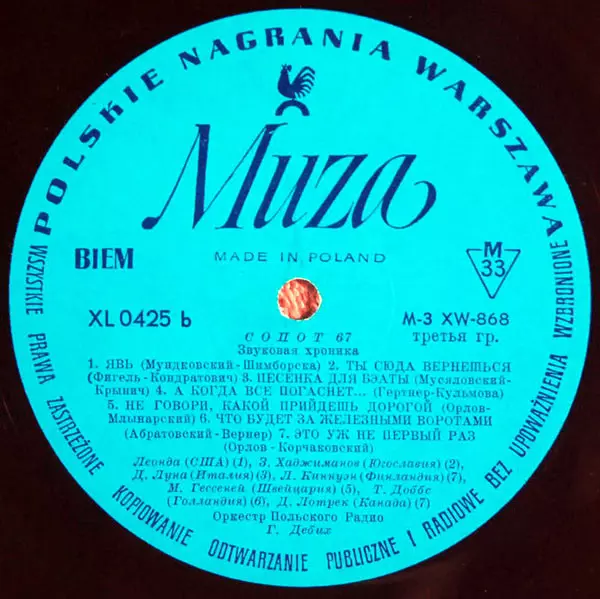 POLSKIE NAGRANIA WARSZAWA
Muza
MADE IN POLAND
BIEM
M
33
XL 0425 b
M-3 XW-868
СОПОТ 67
третья гр.
Звуковая хроника
1. ЯВЬ (Мундковский-Шимборска) 2. ТЫ СЮДА ВЕРНЕШЬСЯ
(Фигель-Кондратович) 3. ПЕСЕНКА ДЛЯ БЭАТЫ (Мусяловский-
Крынич) 4. А КОГДА ВСЕ ПОГАСНЕТ... (Гертнер-Кульмова)
5. НЕ ГОВОРИ, КАКОЙ ПРИЙДЕШЬ ДОРОГОЙ (Орлов-
Млынарский) 6. ЧТО БУДЕТ ЗА ЖЕЛЕЗНЫМИ ВОРОТАМИ
(Абратовский-Вернер) 7. ЭТО УЖ НЕ ПЕРВЫЙ РАЗ
(Орлов-Корчаковский)
Леонда (США) (1), З. Хаджиманов (Югославия) (2),
Д. Луна (Италия) (3), Л. Киннуэн (Финляндия) (7),
М. Гессеней (Швейцария) (5), Т. Доббс
(Голландия) (6), Д. Лотрек (Канада) (7)
Оркестр Польского Радио
Г. Дебих
WSZYSTKIE PRAWA ZASTRZEŻONE KOPIOWANIE ODTWARZANIE PUBLICZNE I RADIOWE BEZ UPOWAŻNIENIA WZBRONIONE